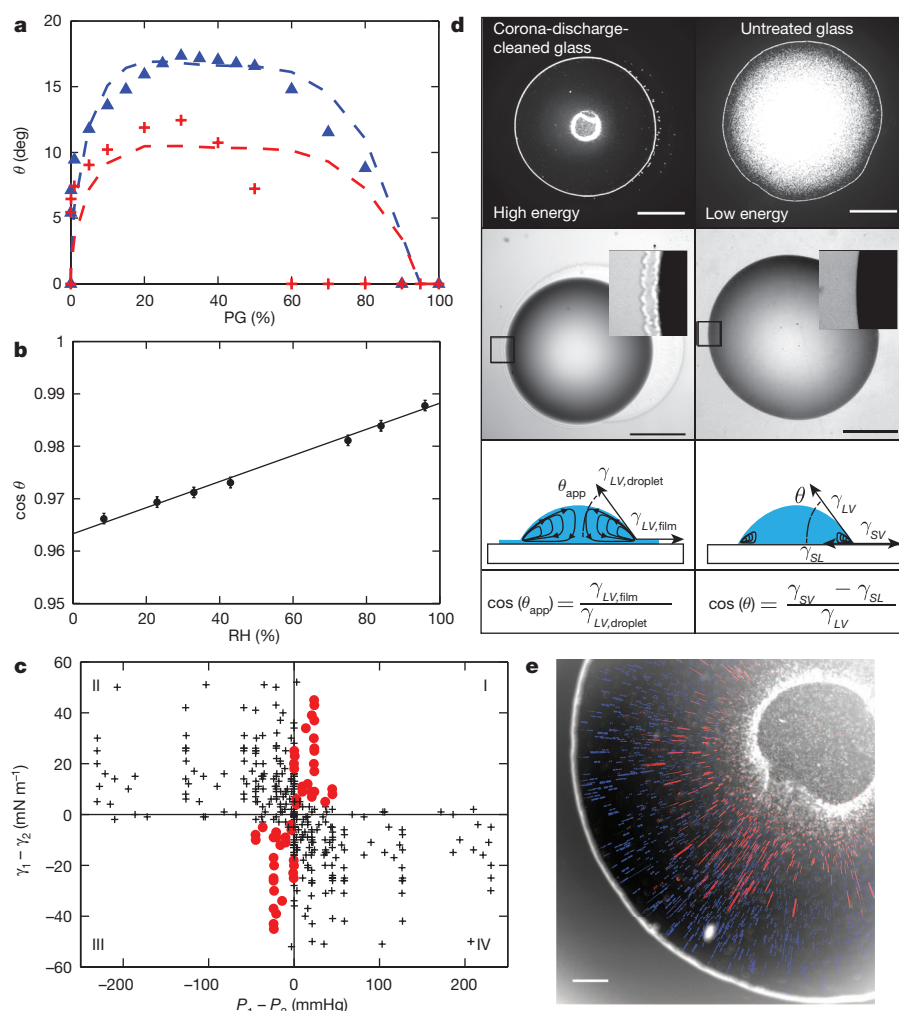 a
20
15
10
5
0
θ (deg)
0 20 40 60 80 100
PG (%)
b
1
0.99
0.98
0.97
0.96
0.95
cos θ
0 20 40 60 80 100
RH (%)
c
60
40
20
0
−20
−40
−60
γ₁ − γ₂ (mN m⁻¹)
II I
III IV
−200 −100 0 100 200
(mmHg)
d
Corona-discharge-
cleaned glass
High energy
Untreated glass
Low energy
θapp
γLV,droplet
γLV,film
cos (θapp) = γLV,film / γLV,droplet
θ
γLV
γSV
γSL
cos (θ) = γSV − γSL / γLV
e